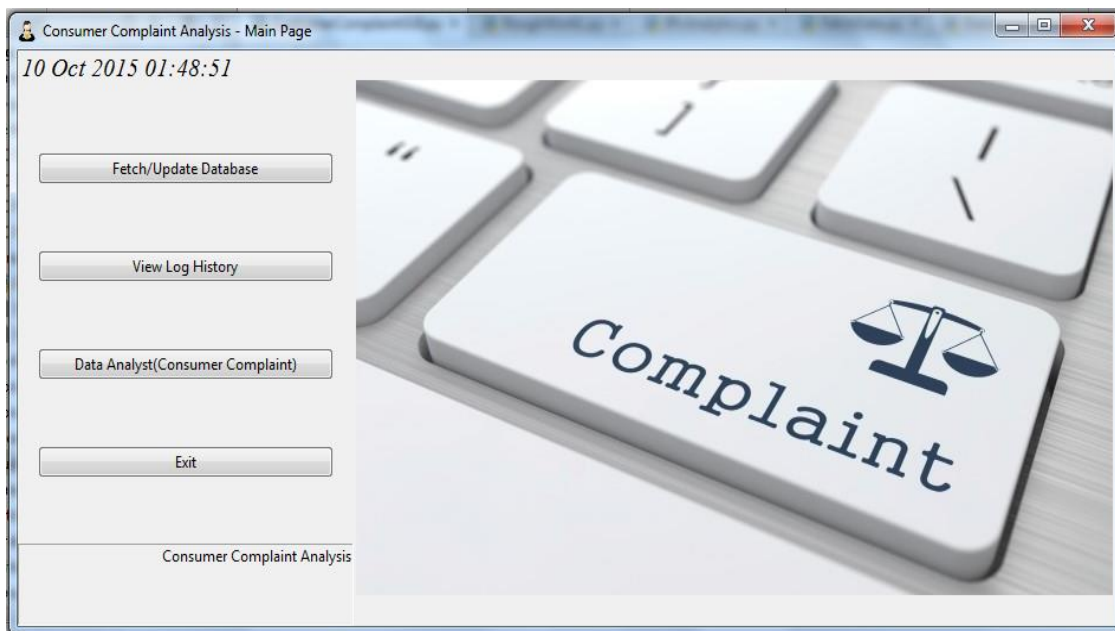 Consumer Complaint Analysis - Main Page
10 Oct 2015 01:48:51
Fetch/Update Database
View Log History
Data Analyst(Consumer Complaint)
Exit
Consumer Complaint Analysis
"
]
|
\
Complaint